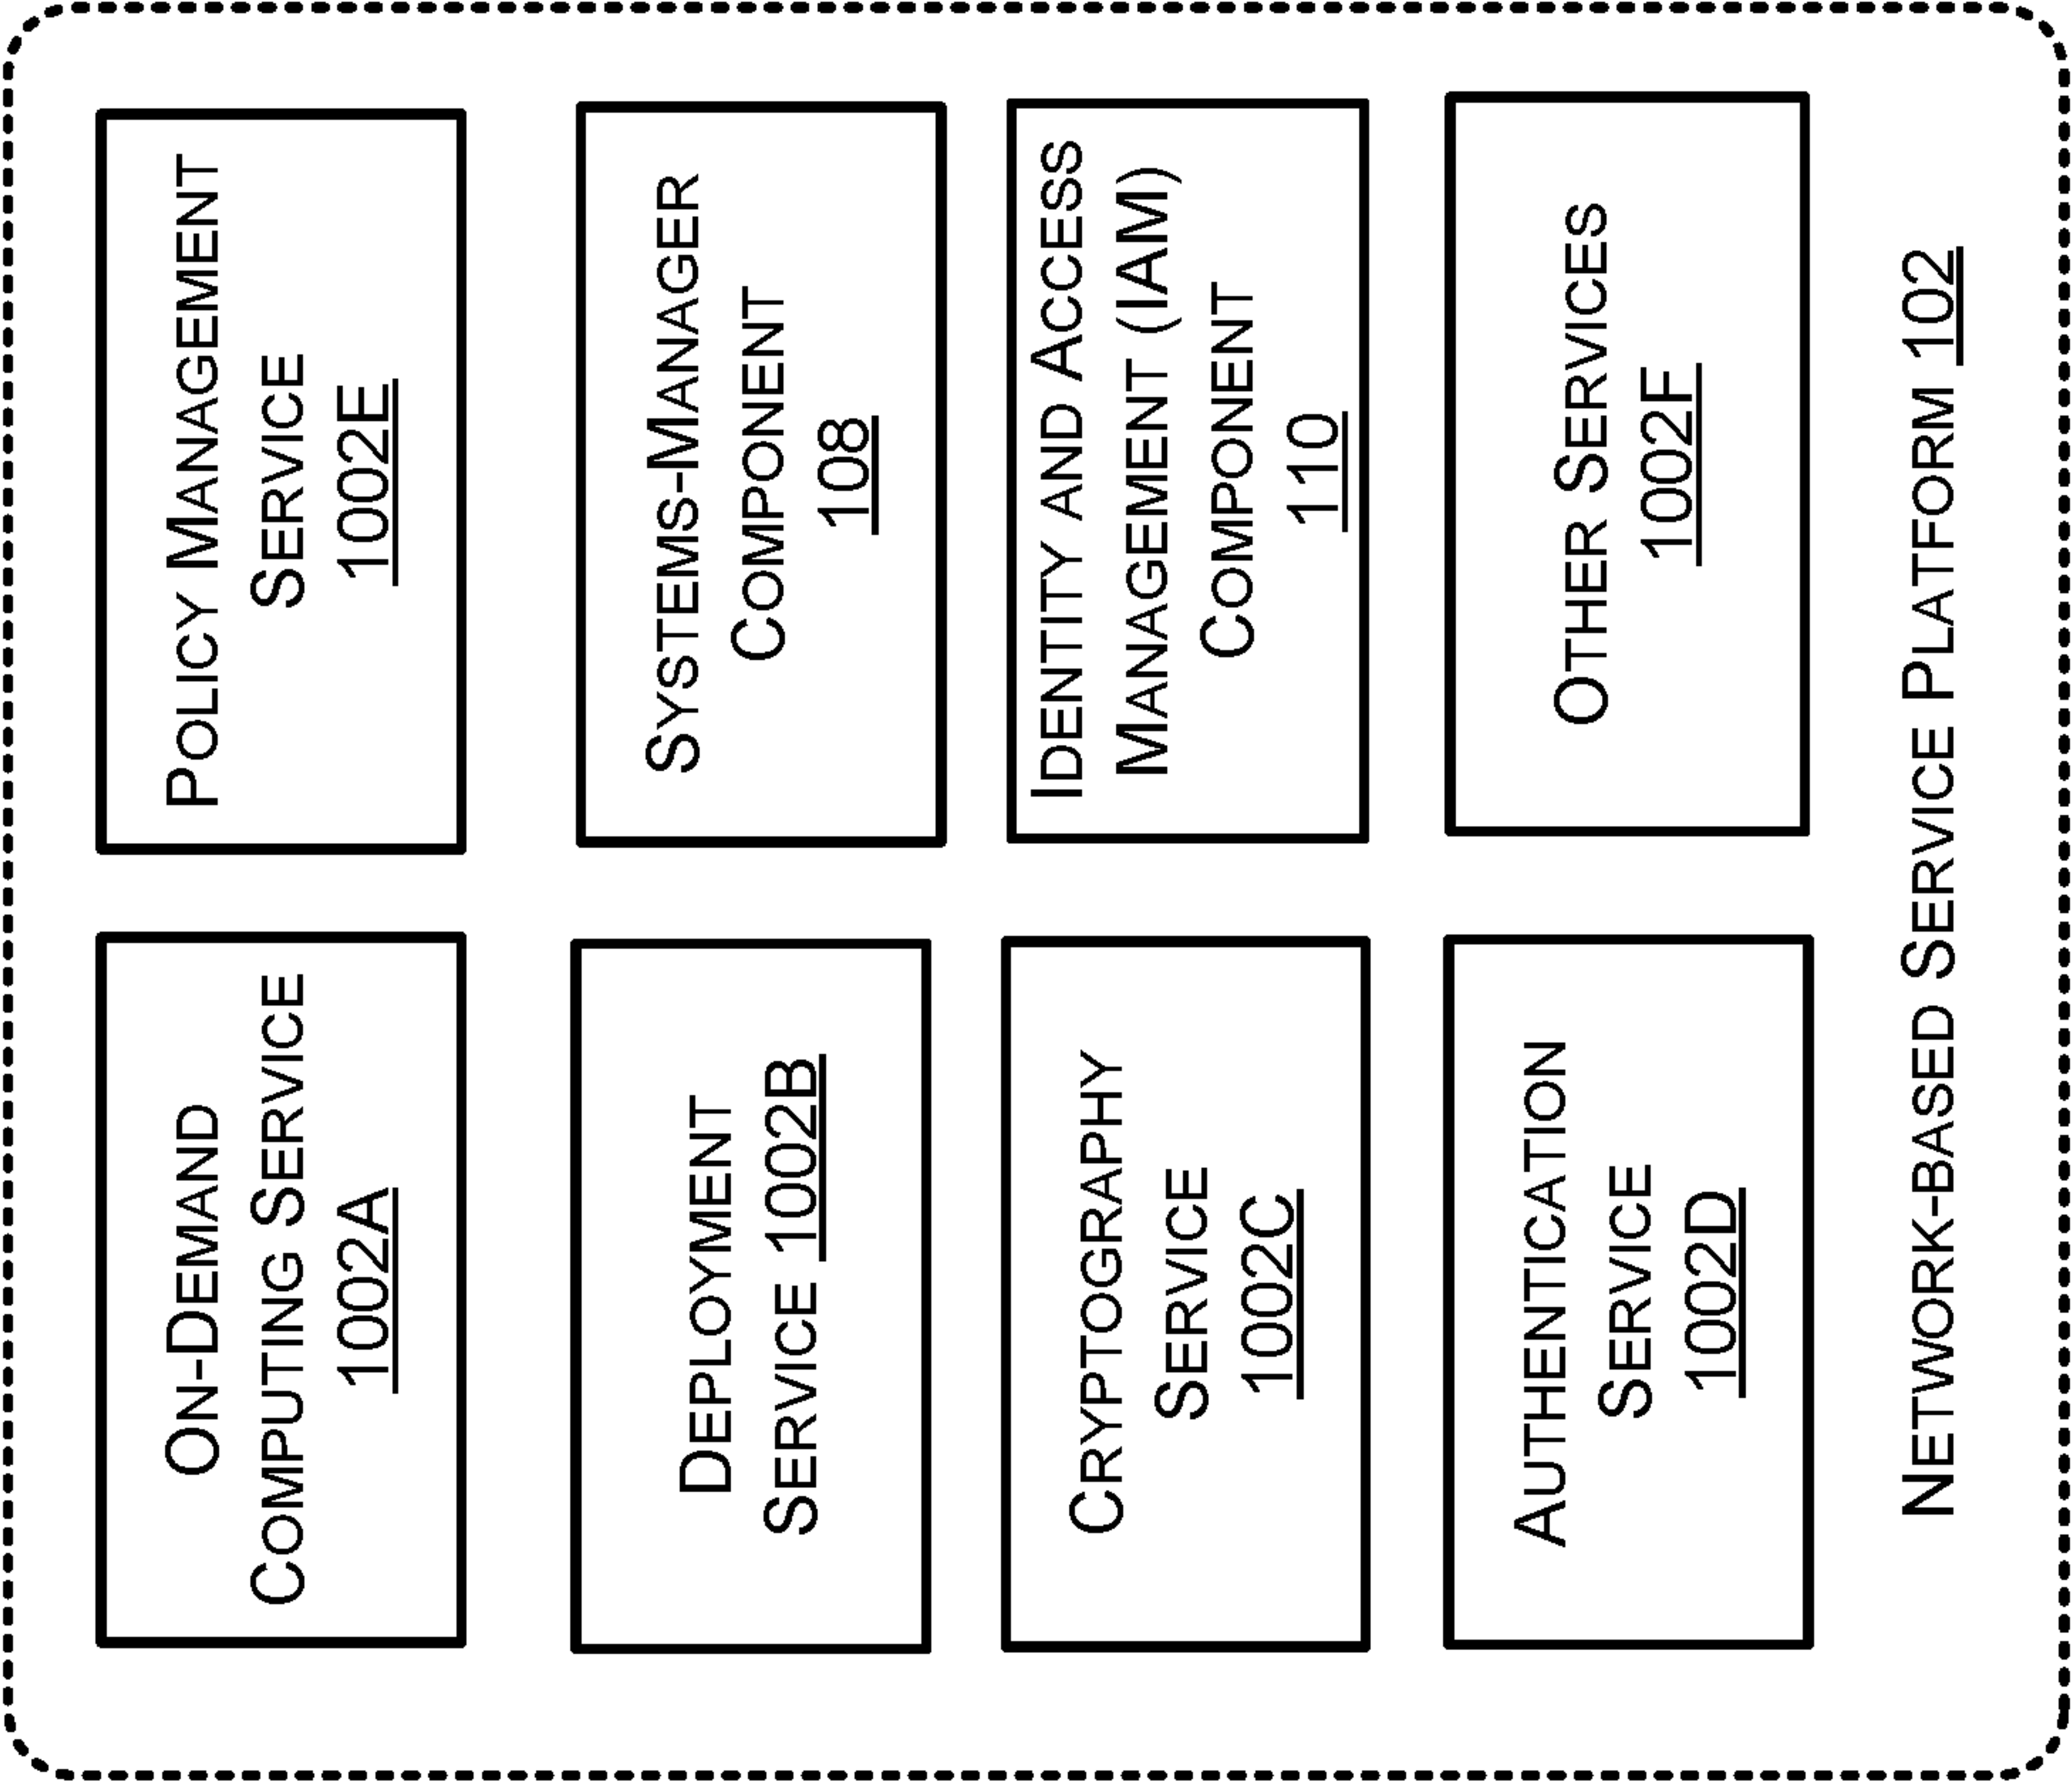 On-Demand
Computing Service
1002A
Policy Management
Service
1002E
Deployment
Service 1002B
Systems-Manager
Component
108
Cryptography
Service
1002C
Identity and Access
Management (IAM)
Component
110
Authentication
Service
1002D
Other Services
1002F
Network-based Service Platform 102